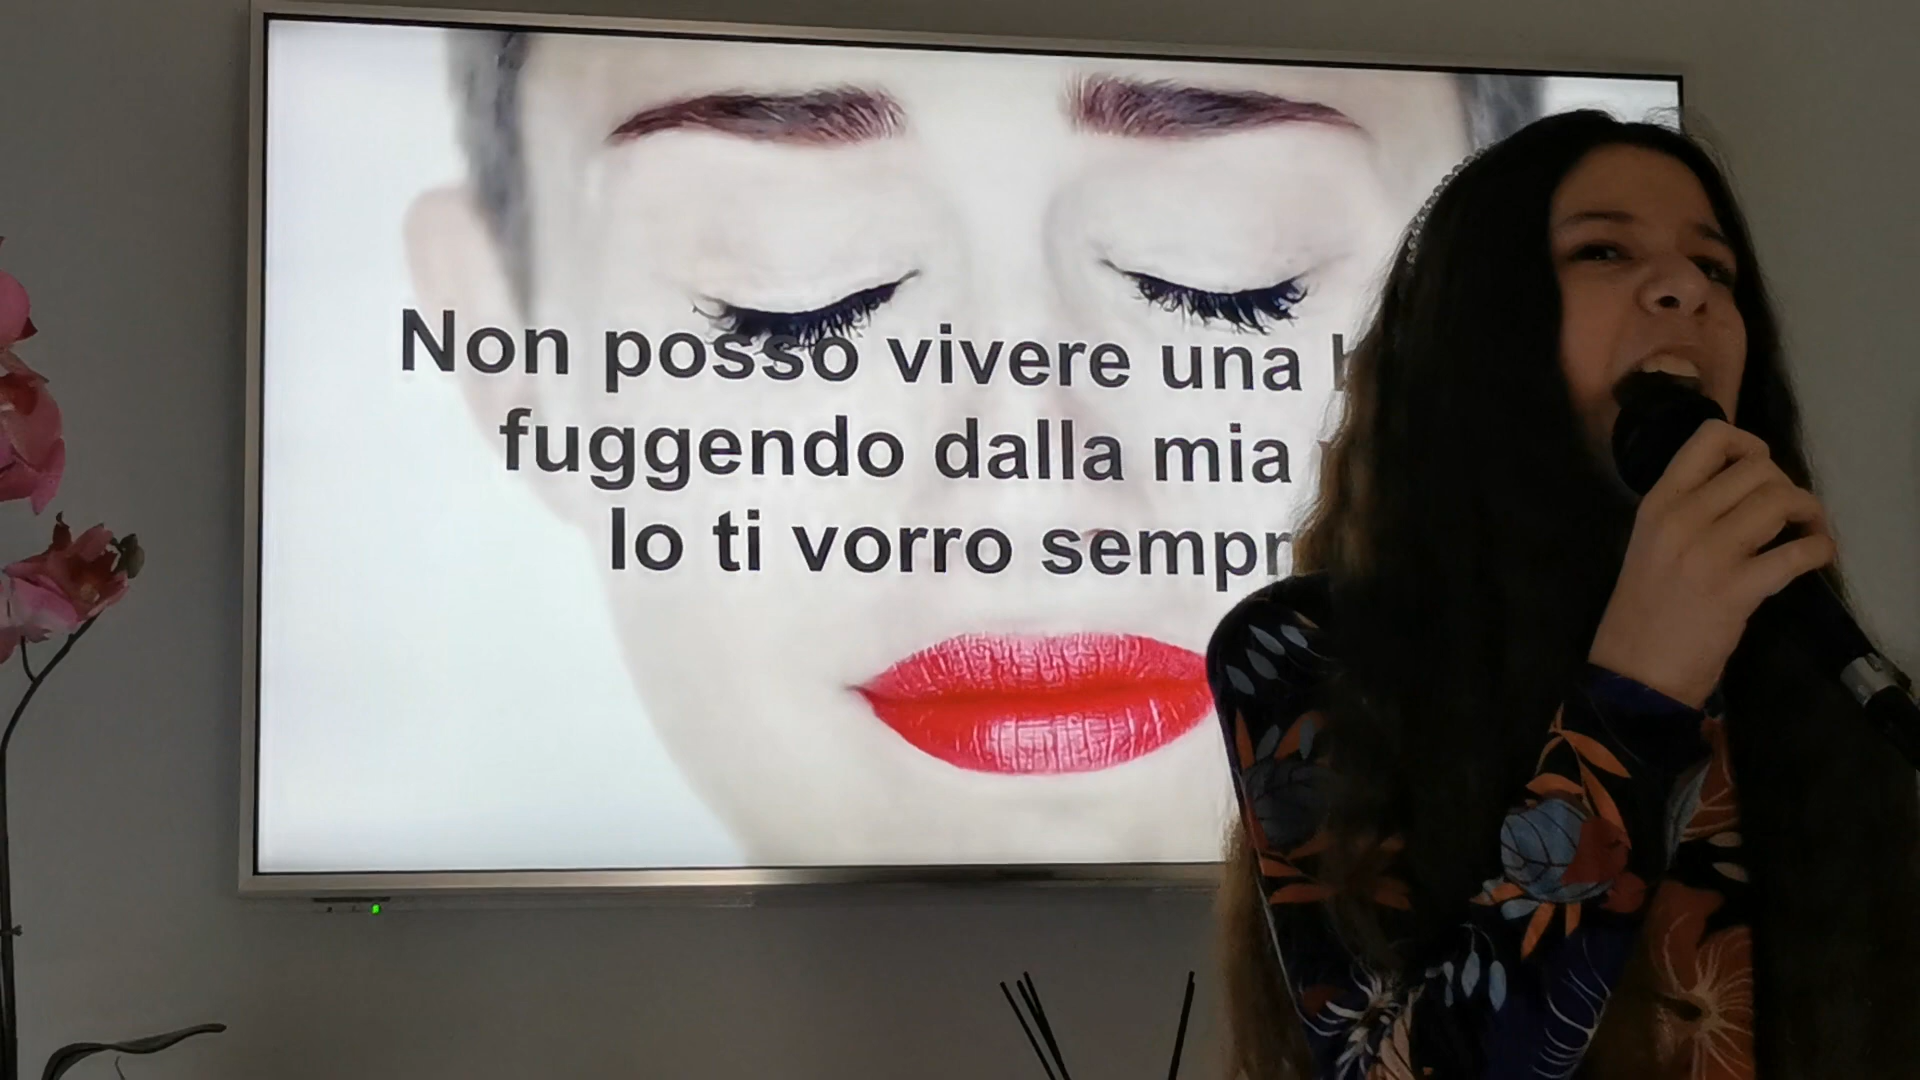 Non posso vivere una
fuggendo dalla mia
Io ti vorro sempr